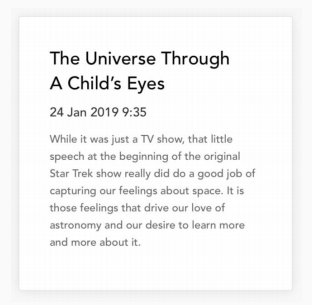 The Universe Through
A Child's Eyes
24 Jan 2019 9:35
While it was just a TV show, that little
speech at the beginning of the original
Star Trek show really did do a good job of
capturing our feelings about space. It is
those feelings that drive our love of
astronomy and our desire to learn more
and more about it.